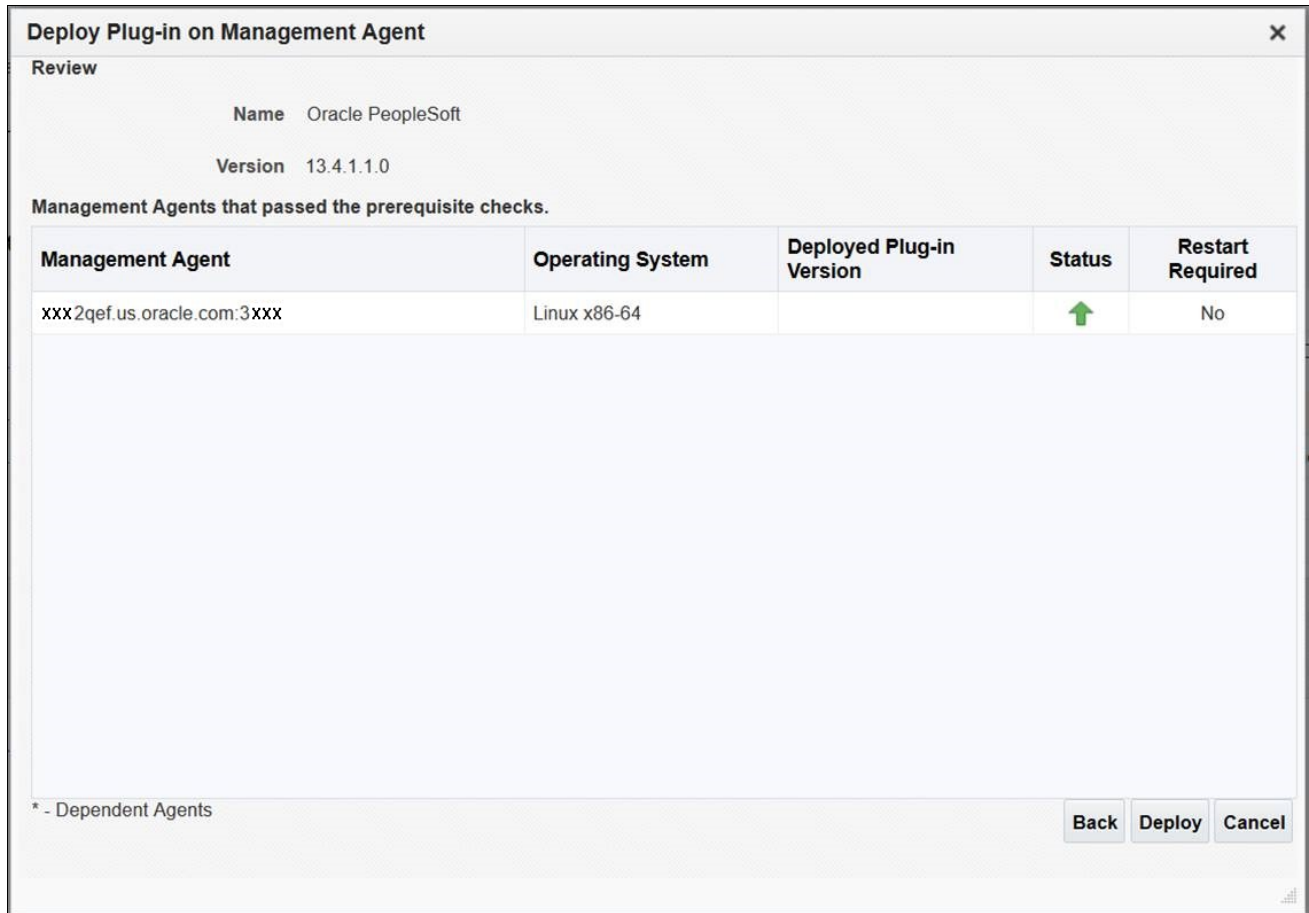 Deploy Plug-in on Management Agent
Review
Name Oracle PeopleSoft
Version 13.4.1.1.0
Management Agents that passed the prerequisite checks.
Management Agent Operating System Deployed Plug-in Version Status Restart Required
xxx2qef.us.oracle.com:3xxx Linux x86-64 No
* - Dependent Agents
Back Deploy Cancel